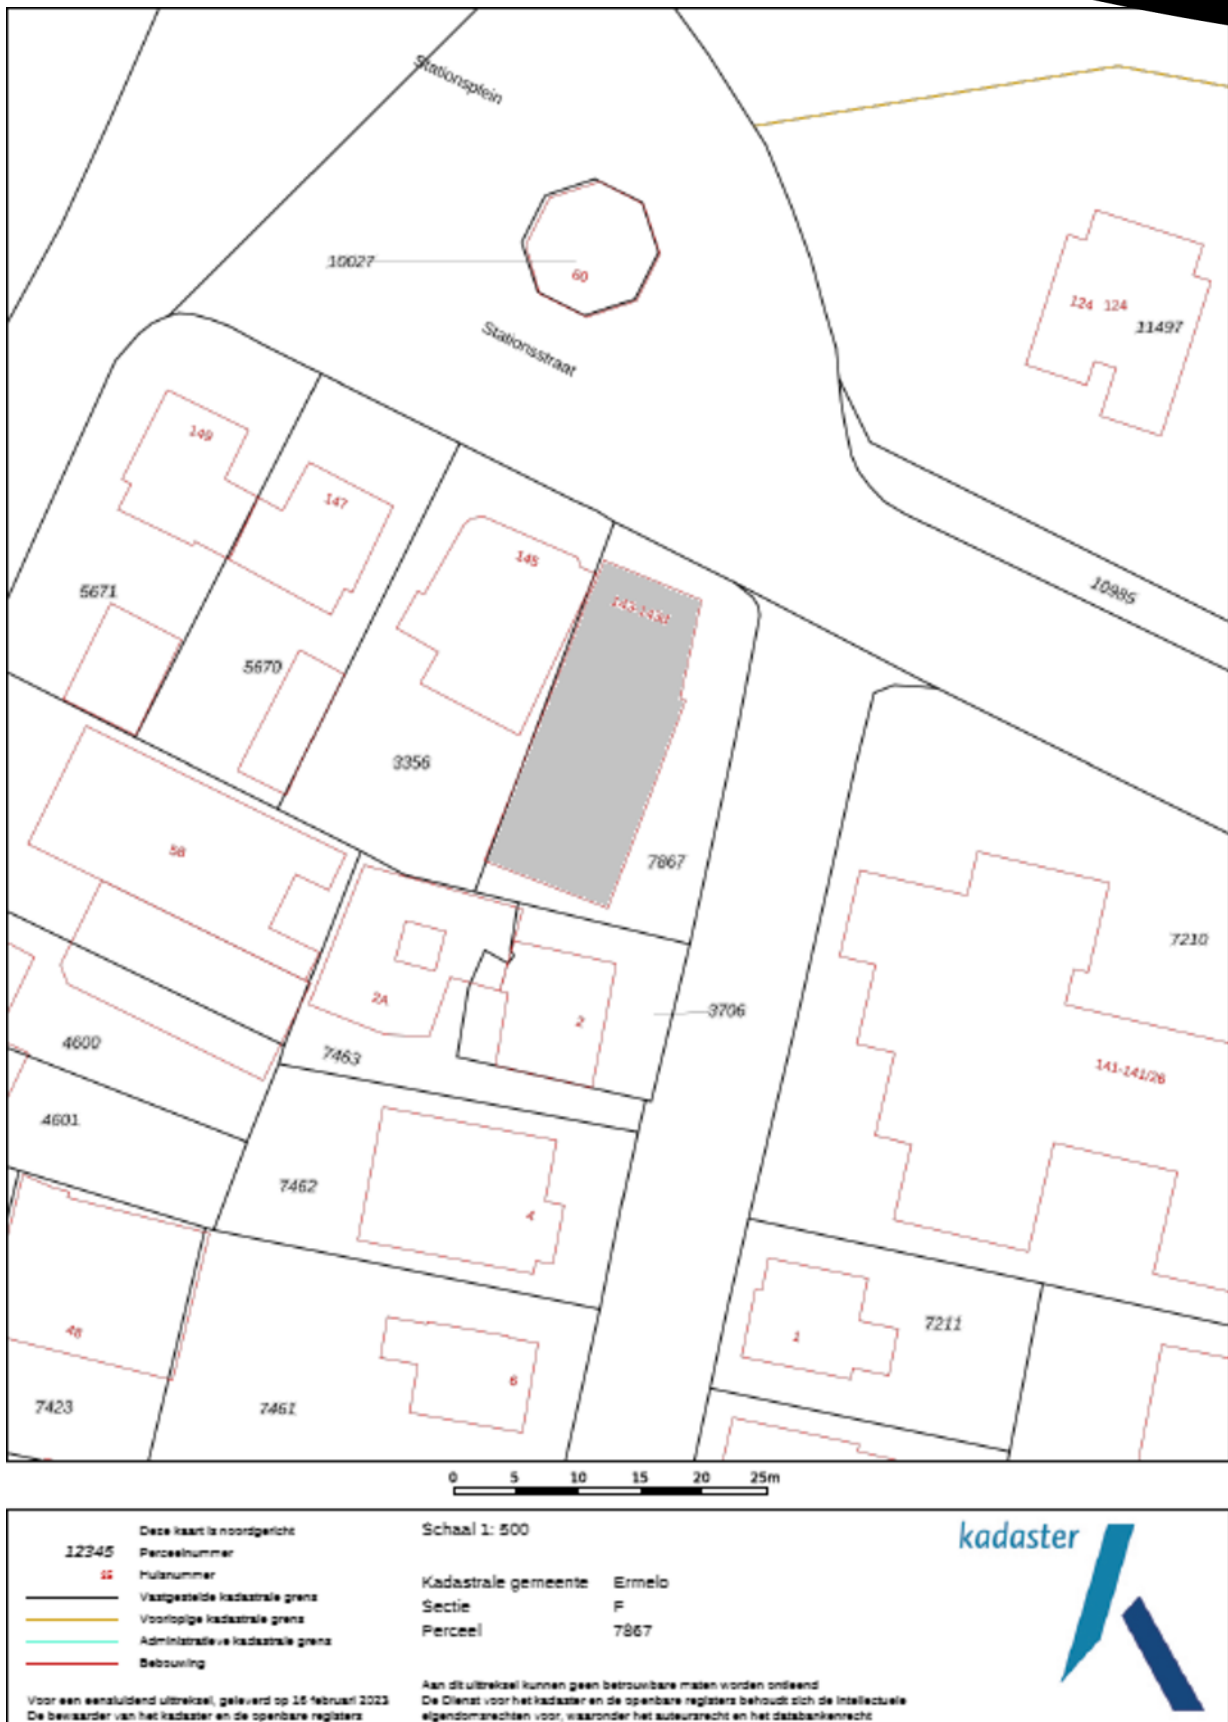 Stationsplein
10027
60
124 124
11497
Stationsstraat
149
147
145
143-143d
10985
5671
5670
3356
7867
5B
7210
2A
2
3706
4600
7463
141-141/26
4601
7462
4
48
1
7211
6
7423
7461
0 5 10 15 20 25m
Deze kaart is noordgericht
12345 Perceelnummer
Huisnummer
Vastgestelde kadastrale grens
Voorlopige kadastrale grens
Administratieve kadastrale grens
Bebouwing
Voor een eensluidend uittreksel, geleverd op 16 februari 2023
De bewaarder van het kadaster en de openbare registers
Schaal 1: 500
Kadastrale gemeente Ermelo
Sectie F
Perceel 7867
Aan dit uittreksel kunnen geen betrouwbare maten worden ontleend
De Dienst voor het kadaster en de openbare registers behoudt zich de intellectuele
eigendomsrechten voor, waaronder het auteursrecht en het databankenrecht
kadaster